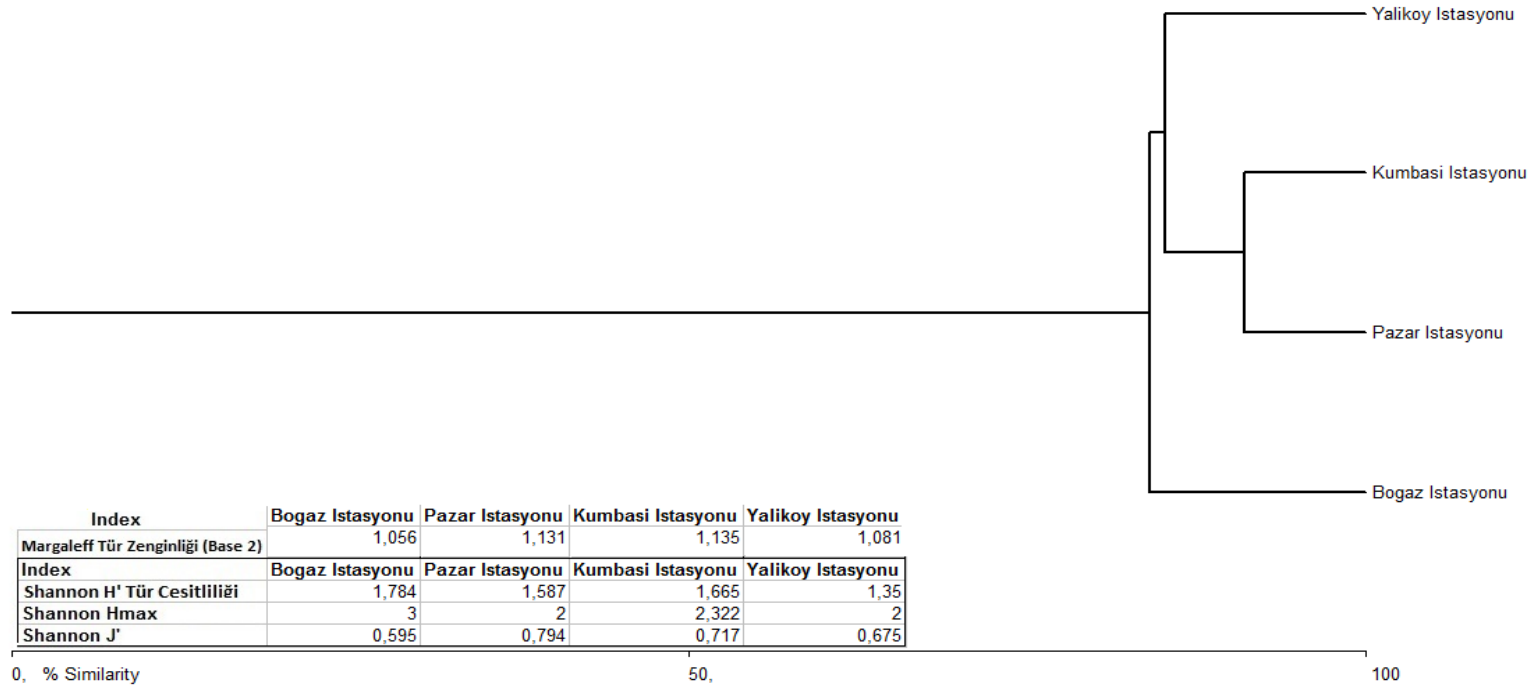 Yalikoy Istasyonu
Kumbasi Istasyonu
Pazar Istasyonu
Bogaz Istasyonu
Index Bogaz Istasyonu Pazar Istasyonu Kumbasi Istasyonu Yalikoy Istasyonu
Margaleff Tür Zenginliği (Base 2) 1,056 1,131 1,135 1,081
Index Bogaz Istasyonu Pazar Istasyonu Kumbasi Istasyonu Yalikoy Istasyonu
Shannon H' Tür Cesitliliği 1,784 1,587 1,665 1,35
Shannon Hmax 3 2 2,322 2
Shannon J' 0,595 0,794 0,717 0,675
0, % Similarity 50, 100